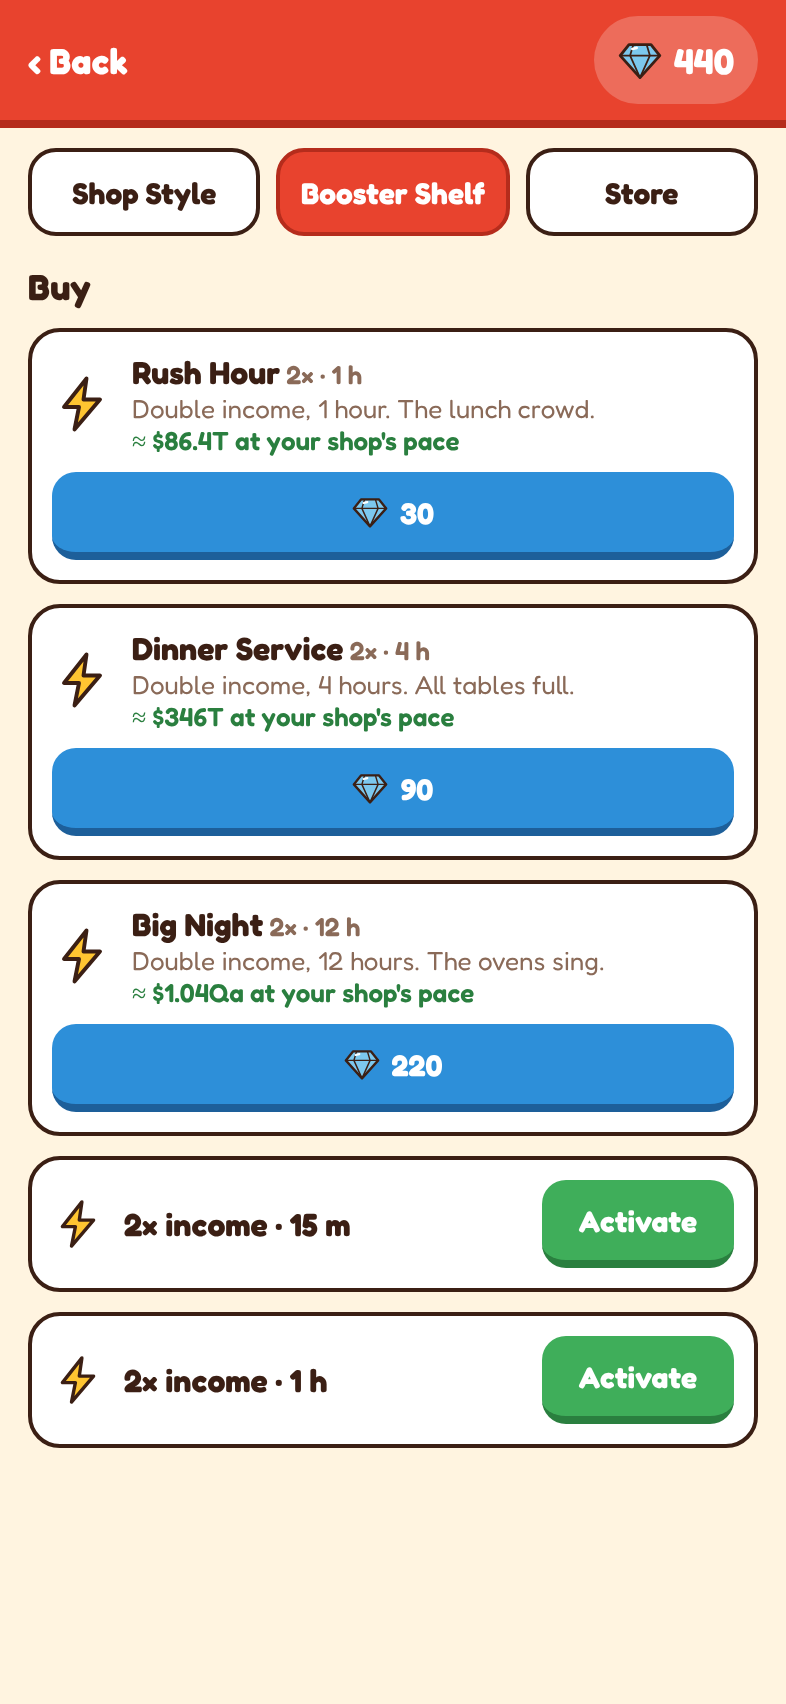 ‹ Back
440
Shop Style
Booster Shelf
Store
Buy
Rush Hour 2x · 1 h
Double income, 1 hour. The lunch crowd.
≈ $86.4T at your shop's pace
30
Dinner Service 2x · 4 h
Double income, 4 hours. All tables full.
≈ $346T at your shop's pace
90
Big Night 2x · 12 h
Double income, 12 hours. The ovens sing.
≈ $1.04Qa at your shop's pace
220
2x income · 15 m
Activate
2x income · 1 h
Activate